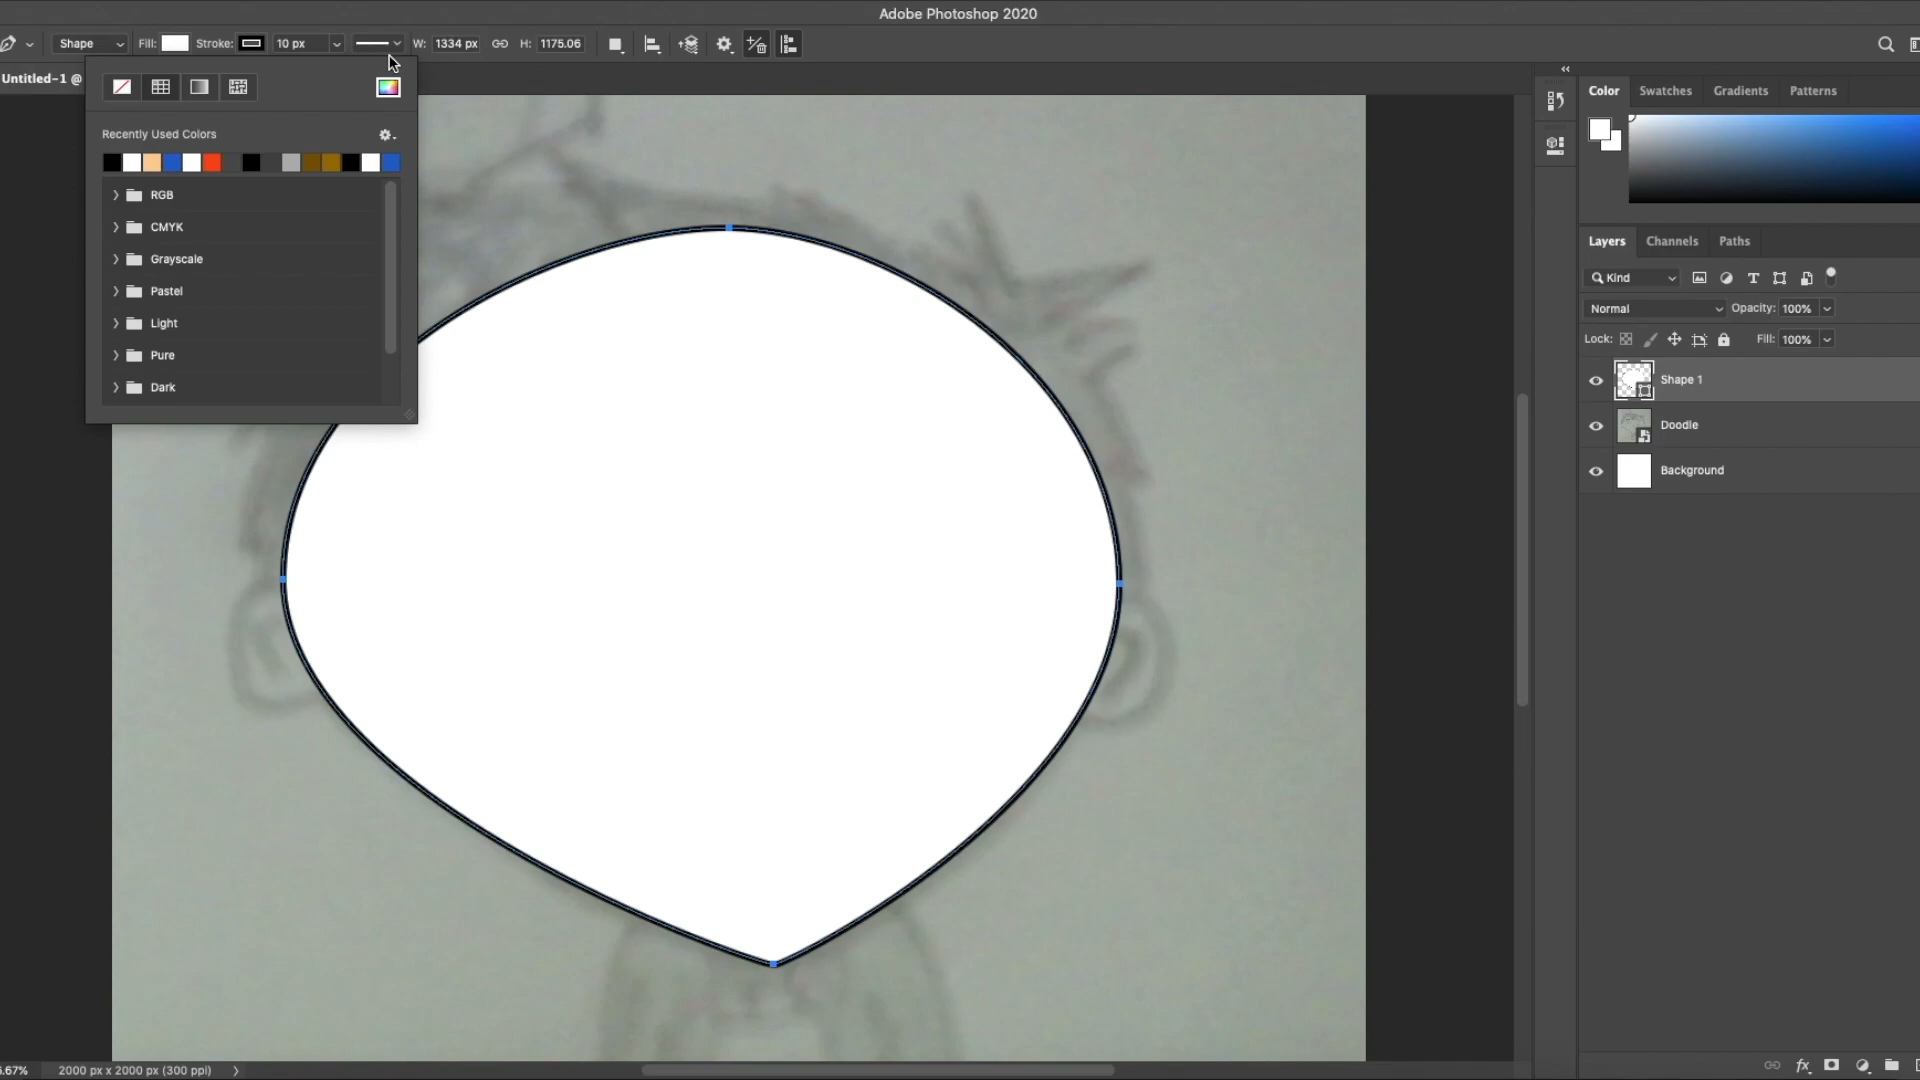 Adobe Photoshop 2020
Shape Fill: Stroke: 10 px W: 1334 px H: 1175.06
Untitled-1 @
Recently Used Colors
RGB
CMYK
Grayscale
Pastel
Light
Pure
Dark
Color Swatches Gradients Patterns
Layers Channels Paths
Kind
Normal Opacity: 100%
Lock: Fill: 100%
Shape 1
Doodle
Background
6.67% 2000 px x 2000 px (300 ppi)